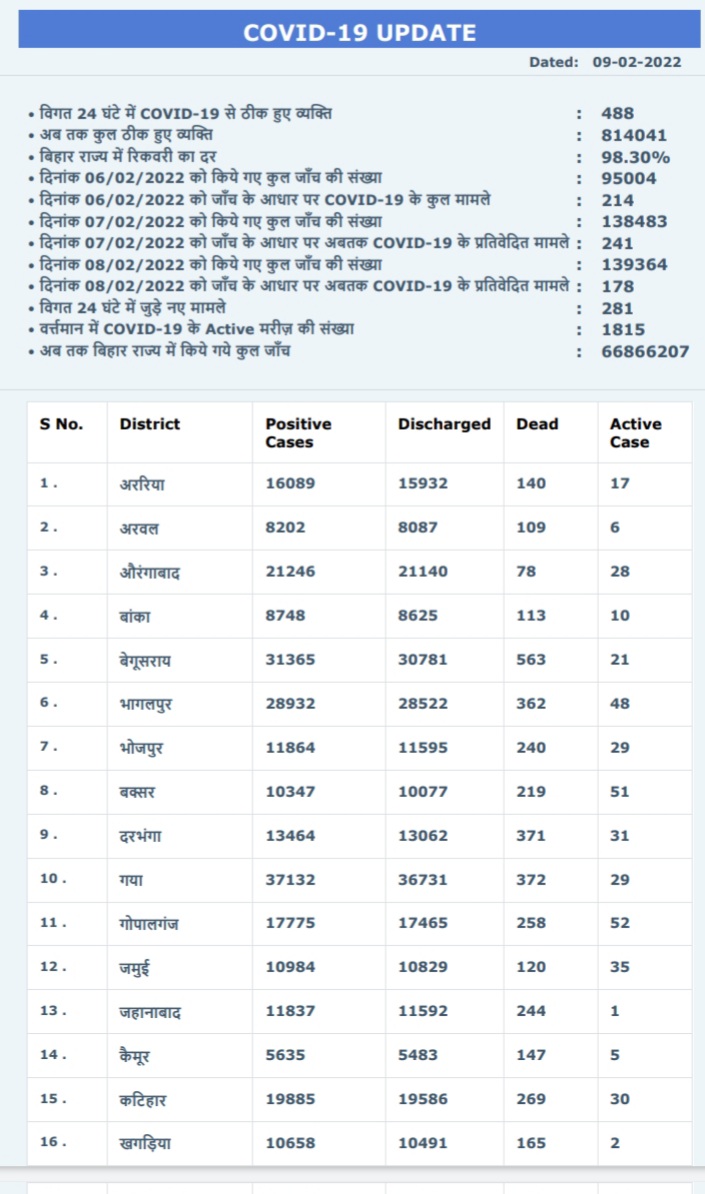 COVID-19 UPDATE
Dated: 09-02-2022
• विगत 24 घंटे में COVID-19 से ठीक हुए व्यक्ति : 488
• अब तक कुल ठीक हुए व्यक्ति : 814041
• बिहार राज्य में रिकवरी का दर : 98.30%
• दिनांक 06/02/2022 को किये गए कुल जाँच की संख्या : 95004
• दिनांक 06/02/2022 को जाँच के आधार पर COVID-19 के कुल मामले : 214
• दिनांक 07/02/2022 को किये गए कुल जाँच की संख्या : 138483
• दिनांक 07/02/2022 को जाँच के आधार पर अबतक COVID-19 के प्रतिवेदित मामले : 241
• दिनांक 08/02/2022 को किये गए कुल जाँच की संख्या : 139364
• दिनांक 08/02/2022 को जाँच के आधार पर अबतक COVID-19 के प्रतिवेदित मामले : 178
• विगत 24 घंटे में जुड़े नए मामले : 281
• वर्त्तमान में COVID-19 के Active मरीज़ की संख्या : 1815
• अब तक बिहार राज्य में किये गये कुल जाँच : 66866207
S No. District Positive Cases Discharged Dead Active Case
1 . अररिया 16089 15932 140 17
2 . अरवल 8202 8087 109 6
3 . औरंगाबाद 21246 21140 78 28
4 . बांका 8748 8625 113 10
5 . बेगूसराय 31365 30781 563 21
6 . भागलपुर 28932 28522 362 48
7 . भोजपुर 11864 11595 240 29
8 . बक्सर 10347 10077 219 51
9 . दरभंगा 13464 13062 371 31
10 . गया 37132 36731 372 29
11 . गोपालगंज 17775 17465 258 52
12 . जमुई 10984 10829 120 35
13 . जहानाबाद 11837 11592 244 1
14 . कैमूर 5635 5483 147 5
15 . कटिहार 19885 19586 269 30
16 . खगड़िया 10658 10491 165 2